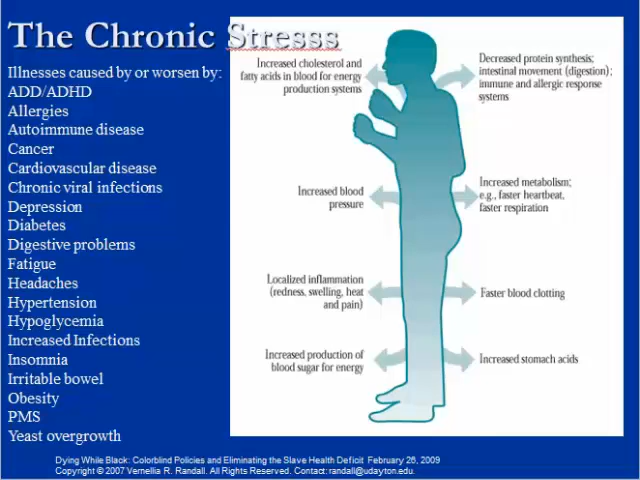 The Chronic Stresss
Illnesses caused by or worsen by:
ADD/ADHD
Allergies
Autoimmune disease
Cancer
Cardiovascular disease
Chronic viral infections
Depression
Diabetes
Digestive problems
Fatigue
Headaches
Hypertension
Hypoglycemia
Increased Infections
Insomnia
Irritable bowel
Obesity
PMS
Yeast overgrowth
Increased cholesterol and
fatty acids in blood for energy
production systems
Decreased protein synthesis;
intestinal movement (digestion);
immune and allergic response
systems
Increased blood
pressure
Increased metabolism;
e.g., faster heartbeat,
faster respiration
Localized inflammation
(redness, swelling, heat
and pain)
Faster blood clotting
Increased production of
blood sugar for energy
Increased stomach acids
Dying While Black: Colorblind Policies and Eliminating the Slave Health Deficit February 26, 2009
Copyright © 2007 Vernellia R. Randall. All Rights Reserved. Contact: randall@udayton.edu.